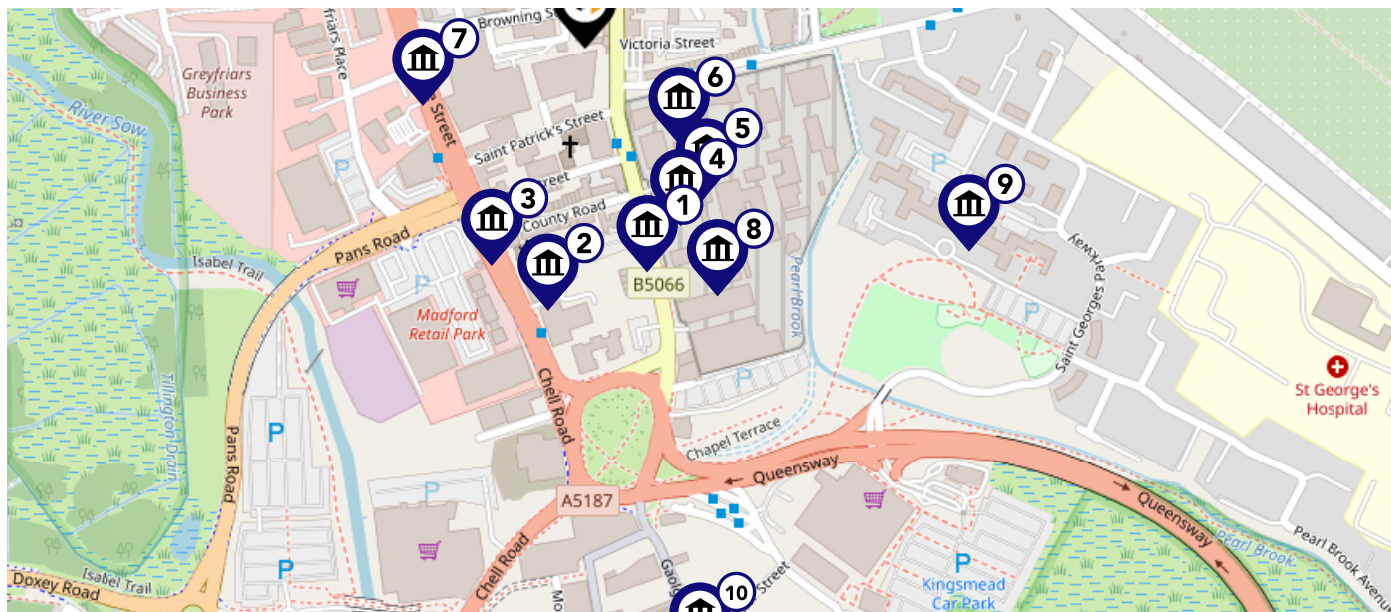 Browning
Victoria Street
friars Place
Greyfriars
Business
Park
7
6
5
4
3
1
2
8
9
10
River Sow
Street
Saint Patrick's Street
P
P
Street
County Road
Pans Road
Isabel Trail
P
B5066
Madford
Retail Park
Pearl Brook
P
Saint Georges Parkway
St George's
Hospital
Tillington Drain
Chell Road
P
Chapel Terrace
Pans Road
P
Queensway
A5187
P
Queensway
Pearl Brook
Pearl Brook Avenue
P
Kingsmead
Car Park
P
Isabel Trail
Doxey Road
Chell Road
Street